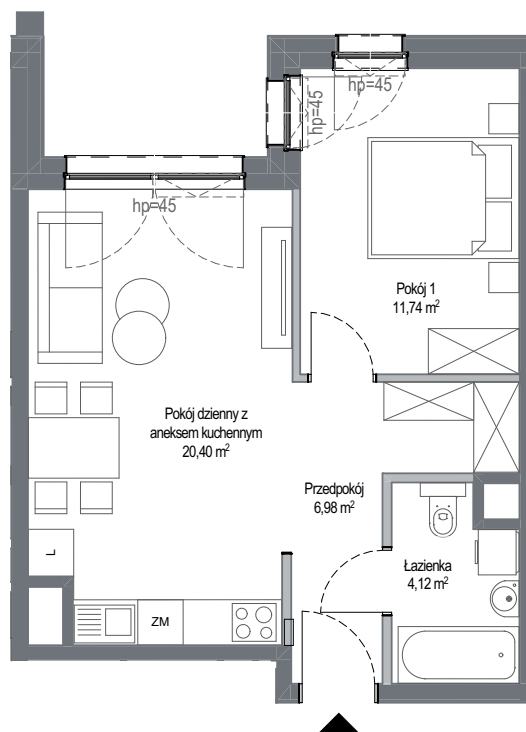 hp=45
hp=45
hp=45
Pokój 1
11,74 m²
Pokój dzienny z
aneksem kuchennym
20,40 m²
Przedpokój
6,98 m²
Łazienka
4,12 m²
L
ZM